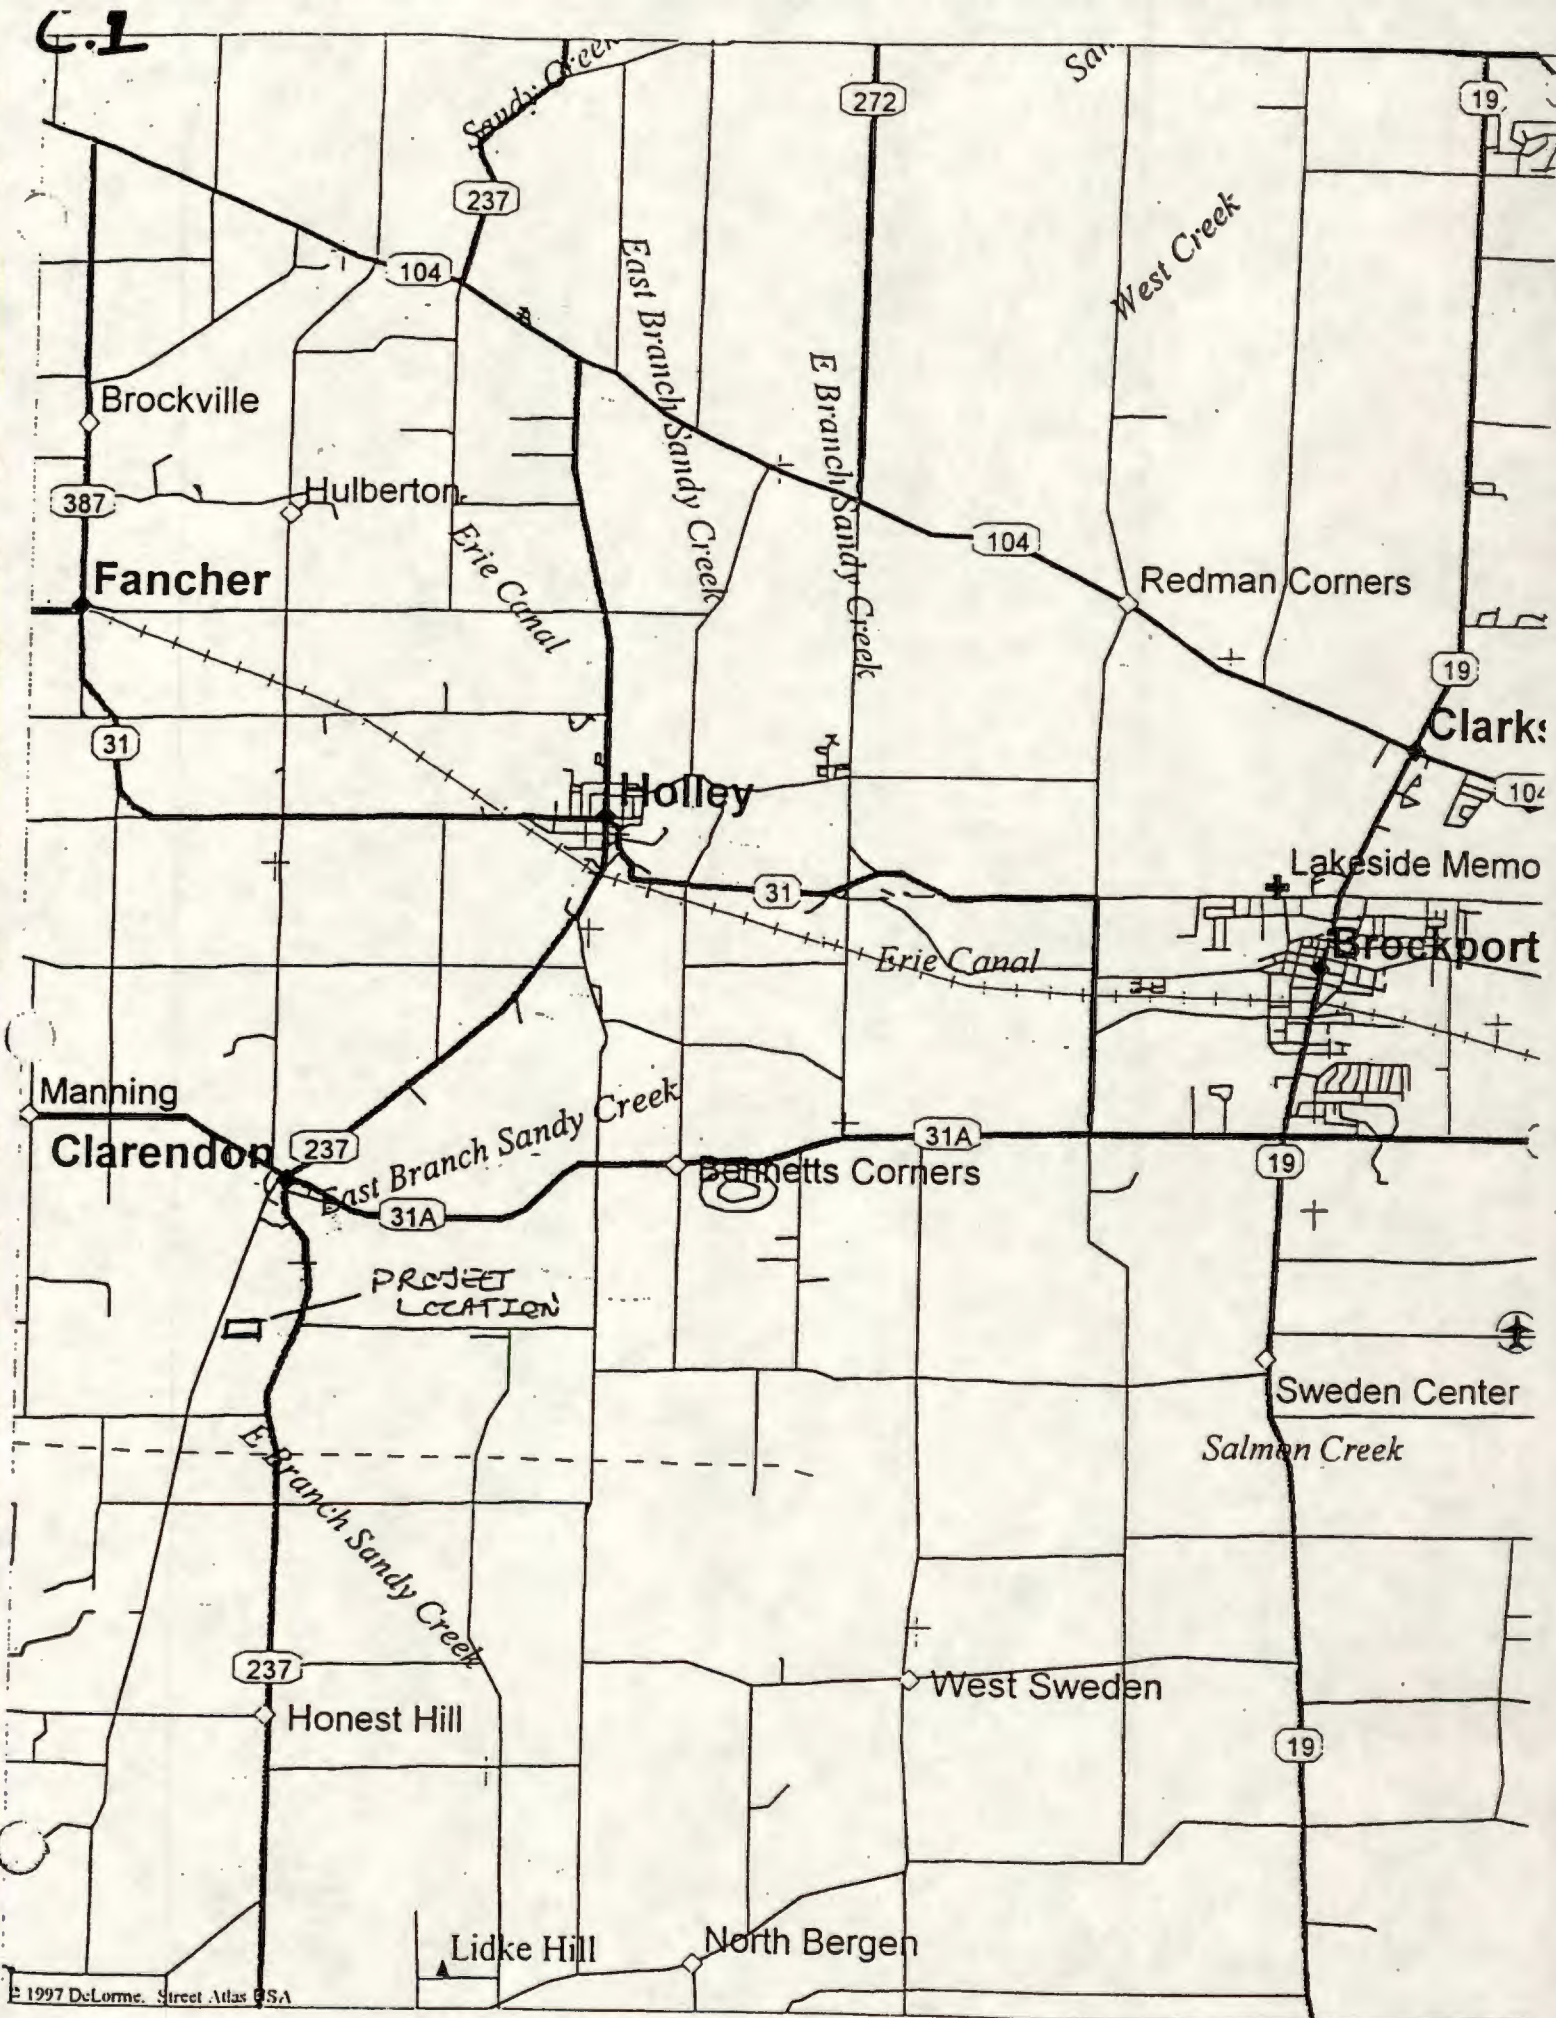 C.1
Sandy Creek
San
272
19
237
West Creek
104
East Branch Sandy Creek
E Branch Sandy Creek
Brockville
387
Hulberton
Erie Canal
104
Fancher
Redman Corners
19
31
Clarks
Holley
104
Lakeside Memo
31
Brockport
Erie Canal
Manning
237
Clarendon
East Branch Sandy Creek
31A
19
Bennetts Corners
31A
PROJECT
LOCATION
Sweden Center
E Branch Sandy Creek
Salmon Creek
237
West Sweden
Honest Hill
19
Lidke Hill
North Bergen
© 1997 DeLorme. Street Atlas USA